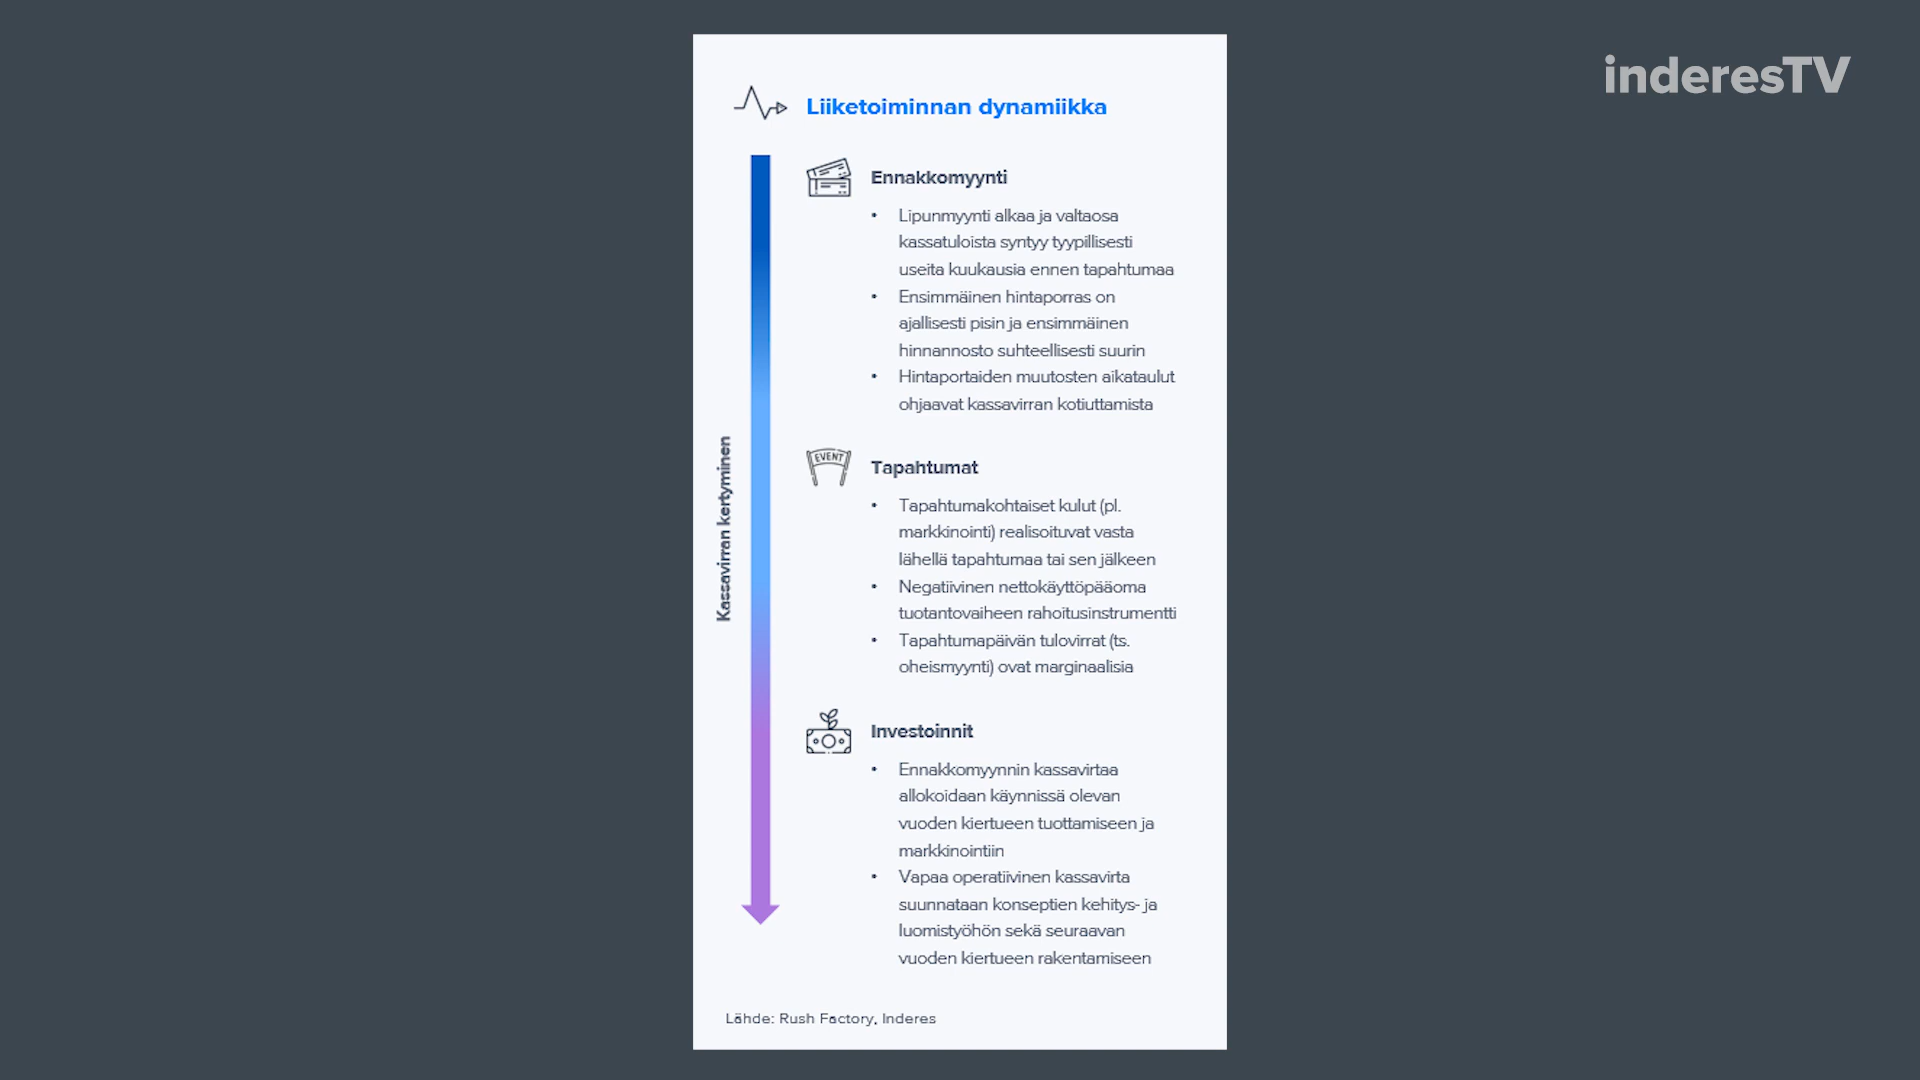 inderesTV
Liiketoiminnan dynamiikka
Kassavirran kertyminen
Ennakkomyynti
• Lipunmyynti alkaa ja valtaosa
kassatuloista syntyy tyypillisesti
useita kuukausia ennen tapahtumaa
• Ensimmäinen hintaporras on
ajallisesti pisin ja ensimmäinen
hinnannosto suhteellisesti suurin
• Hintaportaiden muutosten aikataulut
ohjaavat kassavirran kotiuttamista
EVENT
Tapahtumat
• Tapahtumakohtaiset kulut (pl.
markkinointi) realisoituvat vasta
lähellä tapahtumaa tai sen jälkeen
• Negatiivinen nettokäyttöpääoma
tuotantovaiheen rahoitusinstrumentti
• Tapahtumapäivän tulovirrat (ts.
oheismyynti) ovat marginaalisia
Investoinnit
• Ennakkomyynnin kassavirtaa
allokoidaan käynnissä olevan
vuoden kiertueen tuottamiseen ja
markkinointiin
• Vapaa operatiivinen kassavirta
suunnataan konseptien kehitys- ja
luomistyöhön sekä seuraavan
vuoden kiertueen rakentamiseen
Lähde: Rush Factory, Inderes